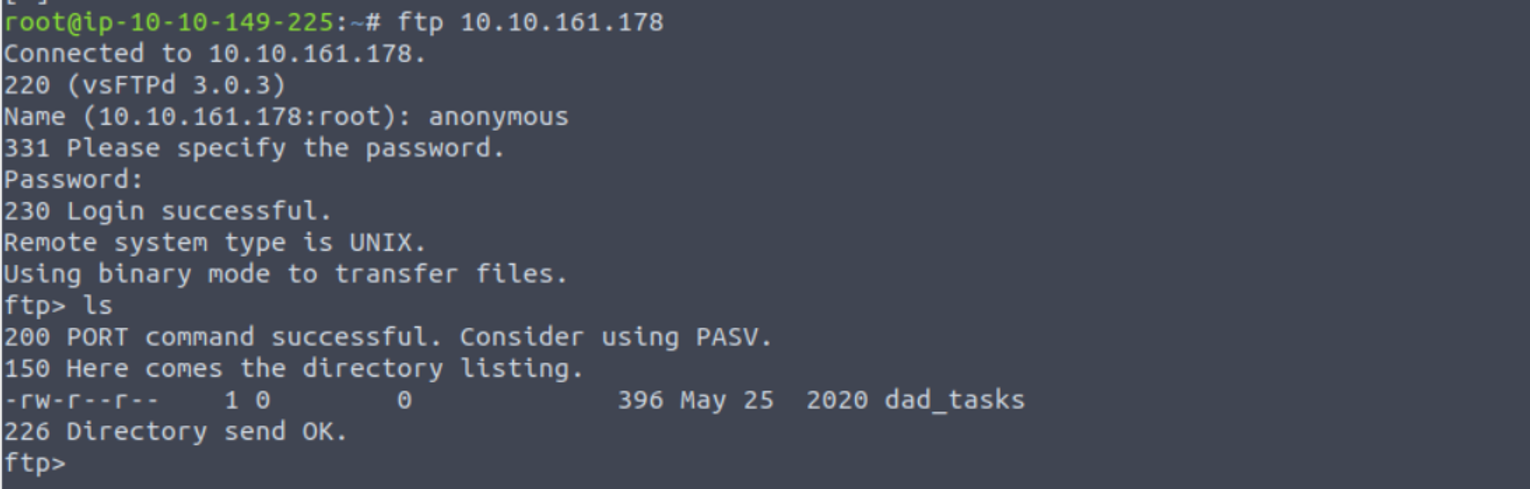 root@ip-10-10-149-225:~# ftp 10.10.161.178
Connected to 10.10.161.178.
220 (vsFTPd 3.0.3)
Name (10.10.161.178:root): anonymous
331 Please specify the password.
Password:
230 Login successful.
Remote system type is UNIX.
Using binary mode to transfer files.
ftp> ls
200 PORT command successful. Consider using PASV.
150 Here comes the directory listing.
-rw-r--r--    1 0        0             396 May 25  2020 dad_tasks
226 Directory send OK.
ftp>